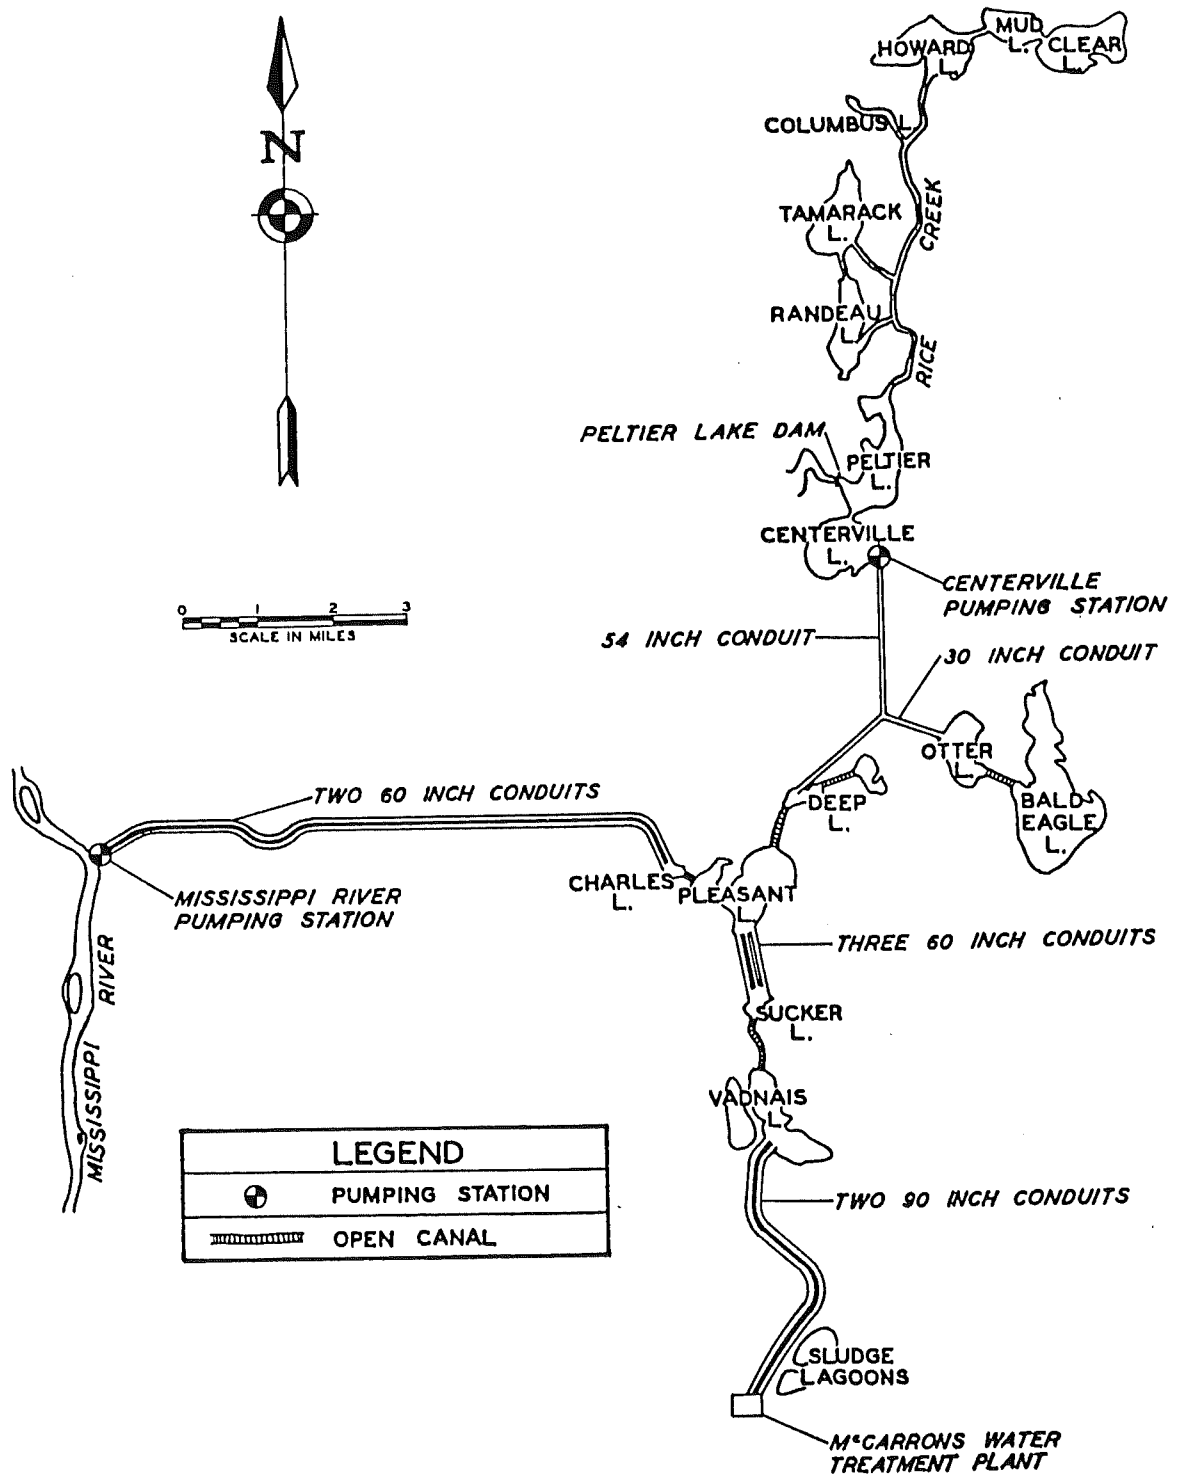 MUD
L.
HOWARD
L.
CLEAR
L.
N
COLUMBUS L.
CREEK
TAMARACK
L.
RANDEAU
L.
RICE
PELTIER LAKE DAM
PELTIER
L.
CENTERVILLE
L.
CENTERVILLE
PUMPING STATION
0 1 2 3
SCALE IN MILES
54 INCH CONDUIT
30 INCH CONDUIT
OTTER
L.
BALD
EAGLE
L.
DEEP
L.
TWO 60 INCH CONDUITS
CHARLES
L.
PLEASANT
L.
MISSISSIPPI RIVER
PUMPING STATION
THREE 60 INCH CONDUITS
MISSISSIPPI RIVER
SUCKER
L.
VADNAIS
L.
LEGEND
PUMPING STATION
OPEN CANAL
TWO 90 INCH CONDUITS
SLUDGE
LAGOONS
McCARRONS WATER
TREATMENT PLANT